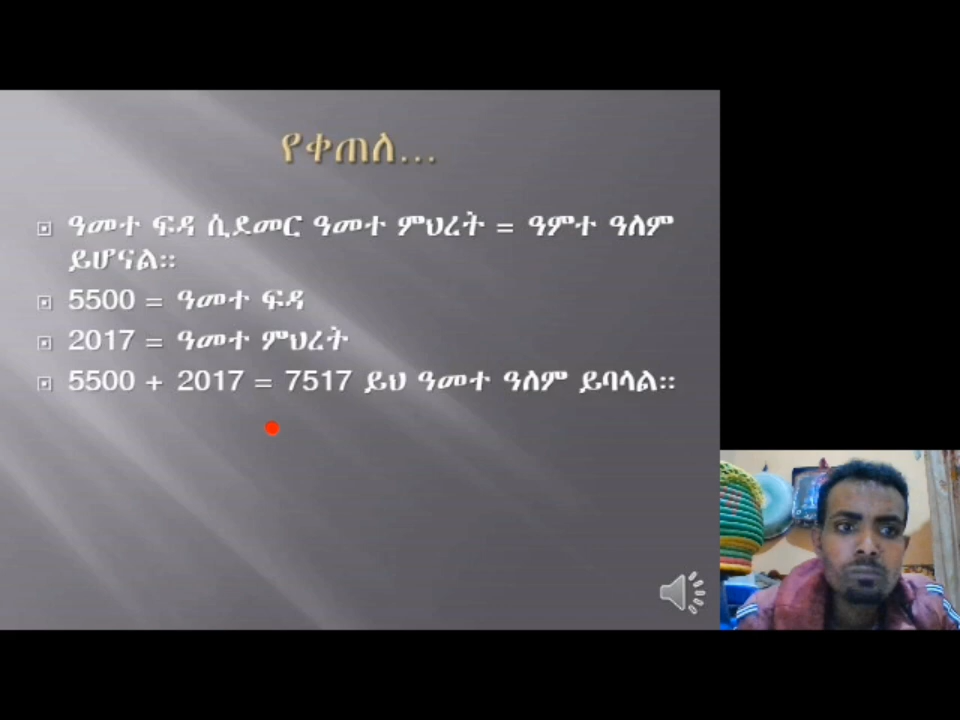 የቀጠለ...
ዓመተ ፍዳ ሲደመር ዓመተ ምህረት = ዓምተ ዓለም
ይሆናል።
5500 = ዓመተ ፍዳ
2017 = ዓመተ ምህረት
5500 + 2017 = 7517 ይህ ዓመተ ዓለም ይባላል።